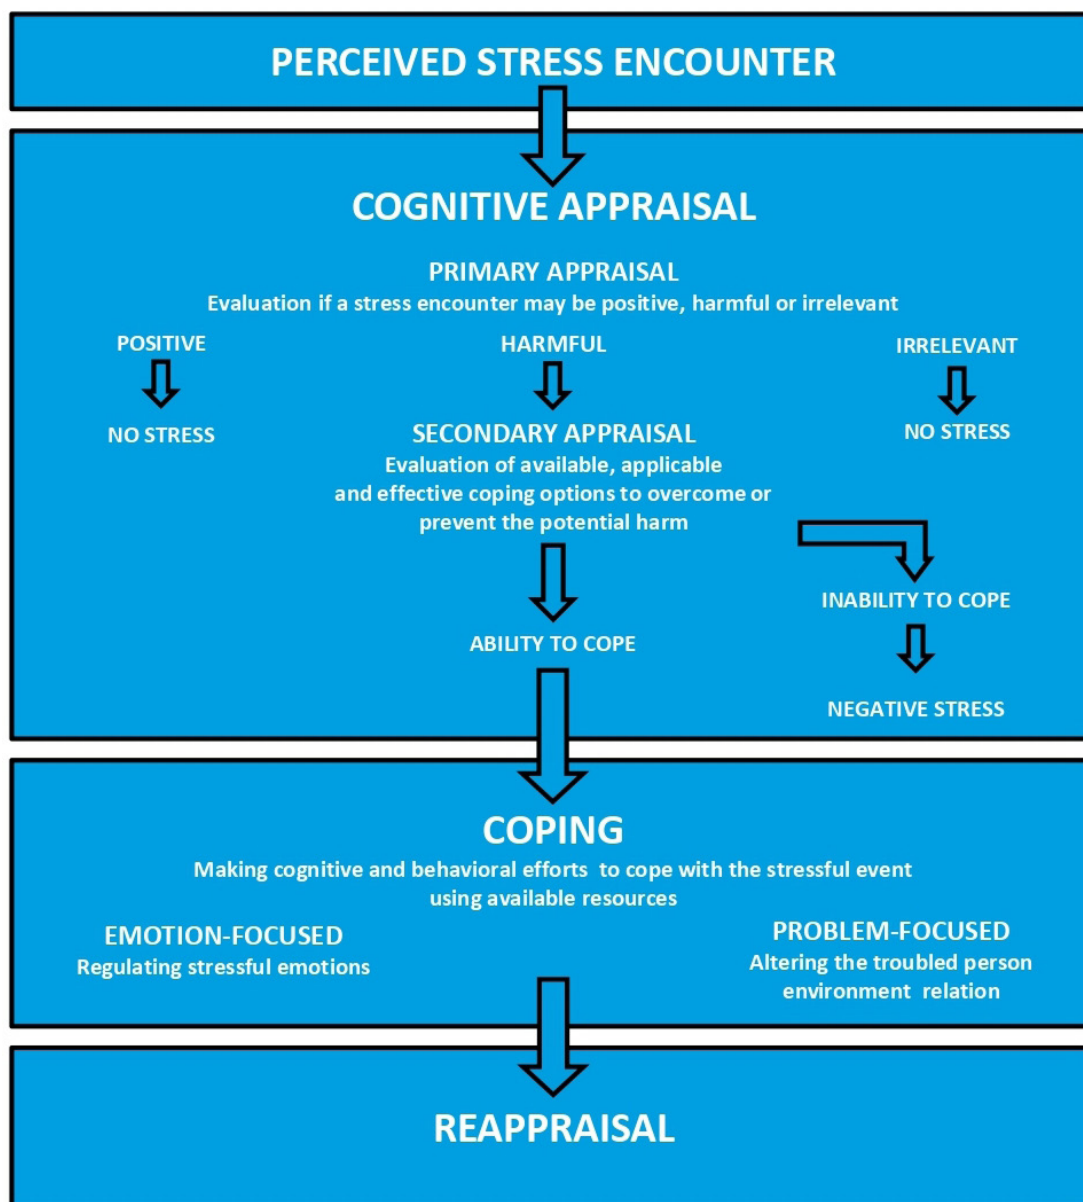 PERCEIVED STRESS ENCOUNTER
COGNITIVE APPRAISAL
PRIMARY APPRAISAL
Evaluation if a stress encounter may be positive, harmful or irrelevant
POSITIVE
HARMFUL
IRRELEVANT
NO STRESS
SECONDARY APPRAISAL
NO STRESS
Evaluation of available, applicable
and effective coping options to overcome or
prevent the potential harm
INABILITY TO COPE
ABILITY TO COPE
NEGATIVE STRESS
COPING
Making cognitive and behavioral efforts to cope with the stressful event
using available resources
EMOTION-FOCUSED
Regulating stressful emotions
PROBLEM-FOCUSED
Altering the troubled person
environment relation
REAPPRAISAL